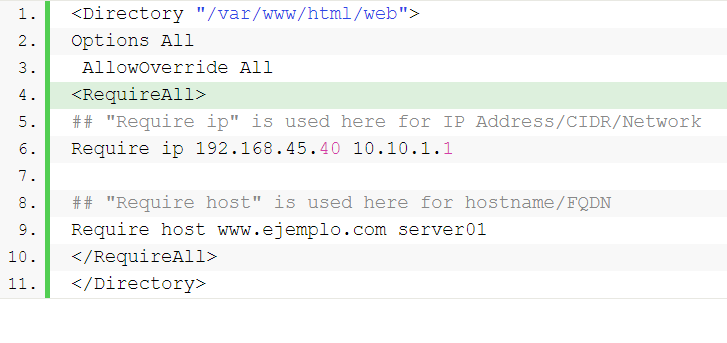 1. <Directory "/var/www/html/web">
2. Options All
3.  AllowOverride All
4. <RequireAll>
5. ## "Require ip" is used here for IP Address/CIDR/Network
6. Require ip 192.168.45.40 10.10.1.1
7.
8. ## "Require host" is used here for hostname/FQDN
9. Require host www.ejemplo.com server01
10. </RequireAll>
11. </Directory>